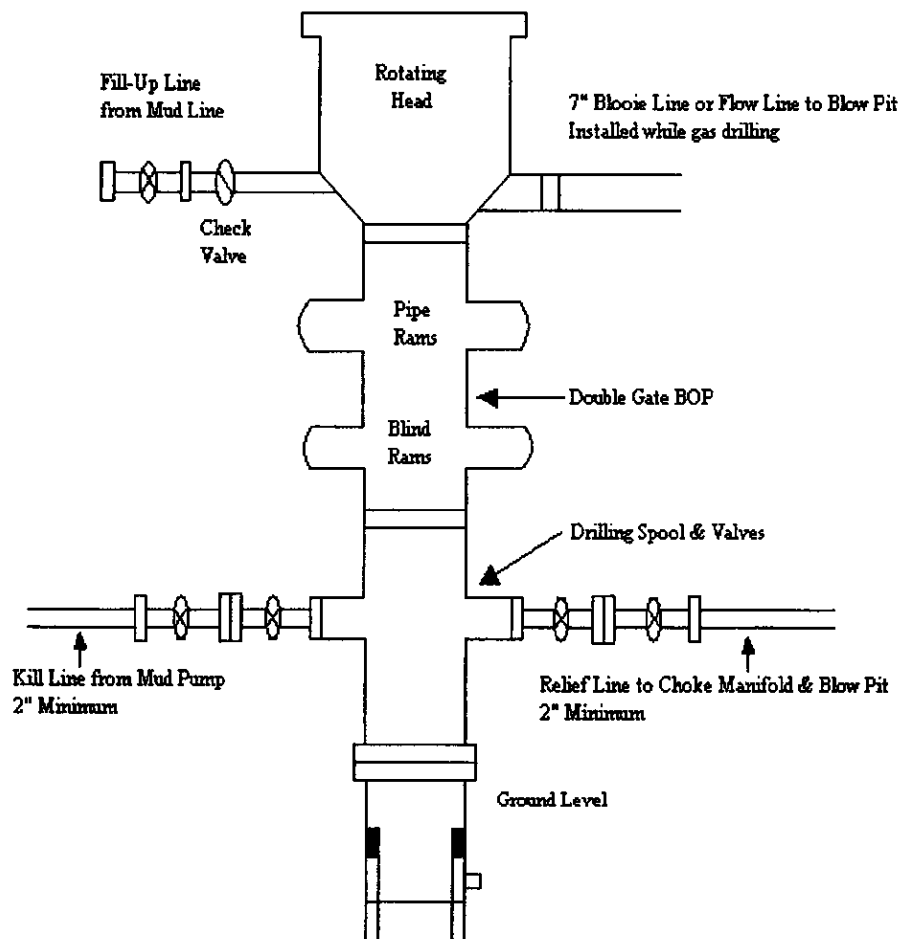 Rotating
Head
Fill-Up Line
from Mud Line
7" Blooie Line or Flow Line to Blow Pit
Installed while gas drilling
Check
Valve
Pipe
Rams
Double Gate BOP
Blind
Rams
Drilling Spool & Valves
Kill Line from Mud Pump
2" Minimum
Relief Line to Choke Manifold & Blow Pit
2" Minimum
Ground Level